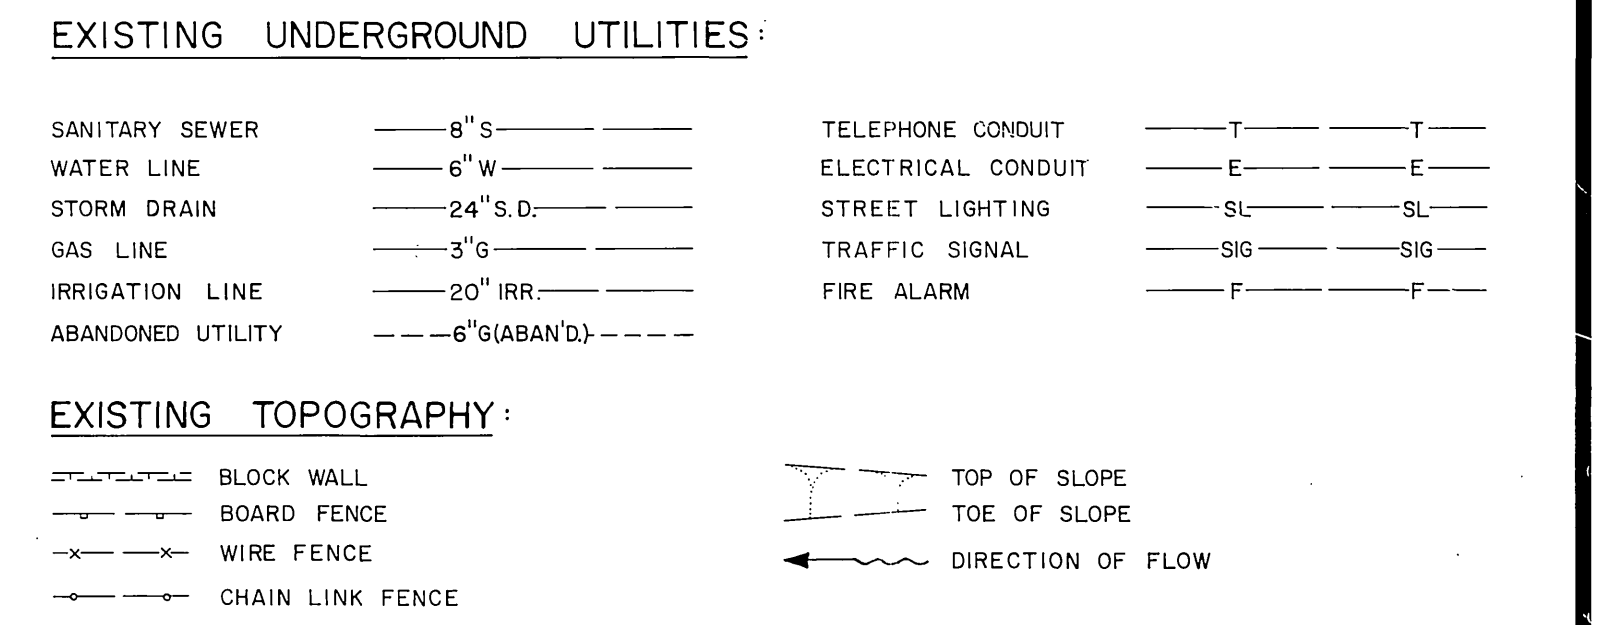 EXISTING UNDERGROUND UTILITIES:
SANITARY SEWER 8" S
WATER LINE 6" W
STORM DRAIN 24" S.D.
GAS LINE 3" G
IRRIGATION LINE 20" IRR.
ABANDONED UTILITY 6"G(ABAN'D.)
TELEPHONE CONDUIT T T
ELECTRICAL CONDUIT E E
STREET LIGHTING SL SL
TRAFFIC SIGNAL SIG SIG
FIRE ALARM F F
EXISTING TOPOGRAPHY:
BLOCK WALL
BOARD FENCE
WIRE FENCE
CHAIN LINK FENCE
TOP OF SLOPE
TOE OF SLOPE
DIRECTION OF FLOW